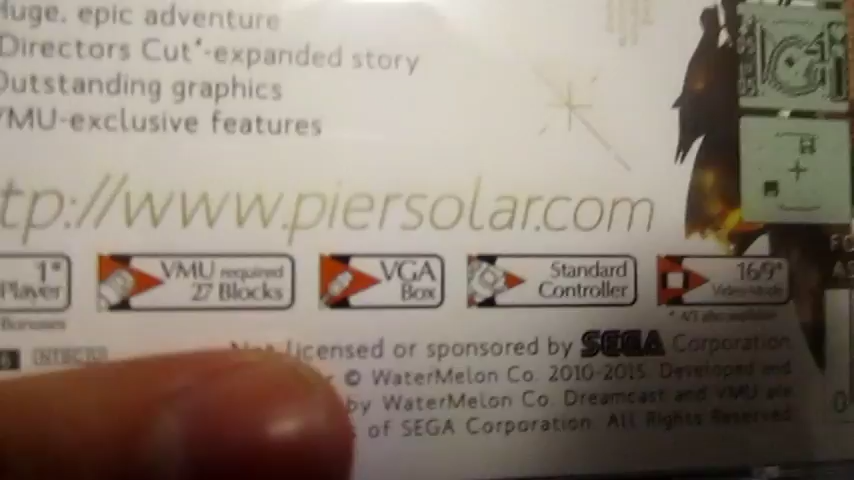 Huge, epic adventure
Directors Cut*-expanded story
Outstanding graphics
VMU-exclusive features
tp://www.piersolar.com
1*
Player
VMU required
27 Blocks
VGA
Box
Standard
Controller
16/9*
Video Mode
Bonuses
Not licensed or sponsored by SEGA Corporation
© WaterMelon Co. 2010-2015. Developed and
by WaterMelon Co. Dreamcast and VMU are
of SEGA Corporation. All Rights Reserved